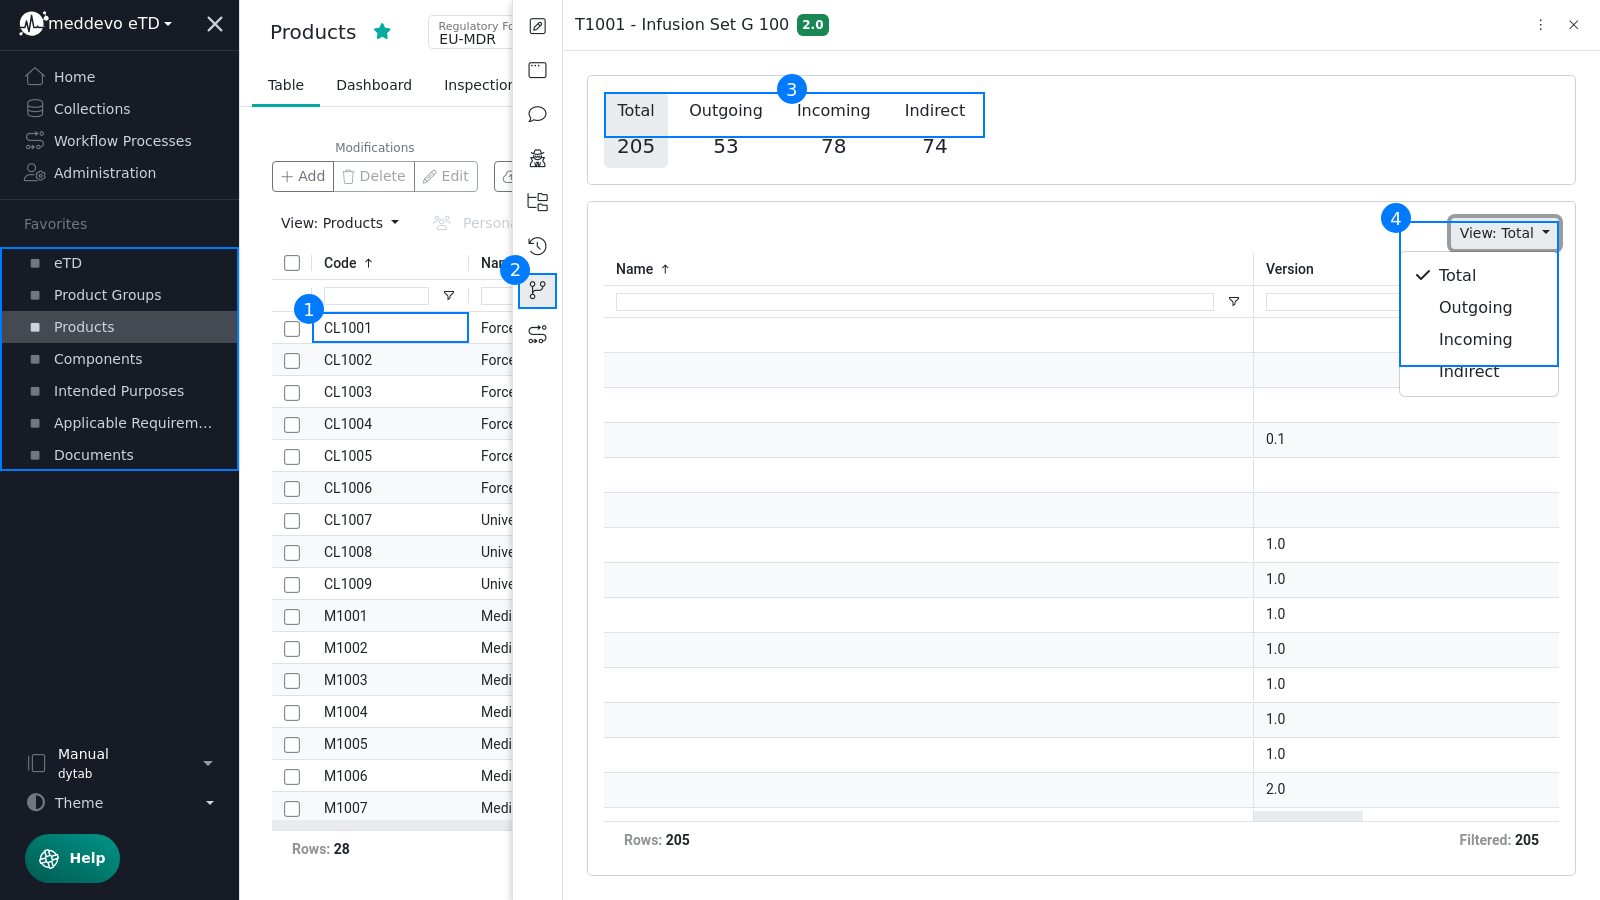 meddevo eTD
Home
Collections
Workflow Processes
Administration
Favorites
eTD
Product Groups
Products
Components
Intended Purposes
Applicable Requirem...
Documents
Manual
dytab
Theme
Help
Products
Regulatory Fo
EU-MDR
Table Dashboard Inspection
Modifications
Add Delete Edit
View: Products Persona
Code Nam
1
CL1001 Force
CL1002 Force
CL1003 Force
CL1004 Force
CL1005 Force
CL1006 Force
CL1007 Unive
CL1008 Unive
CL1009 Unive
M1001 Medi
M1002 Medi
M1003 Medi
M1004 Medi
M1005 Medi
M1006 Medi
M1007 Medi
Rows: 28
2
T1001 - Infusion Set G 100 2.0
3
Total Outgoing Incoming Indirect
205 53 78 74
4
View: Total
Total
Outgoing
Incoming
Indirect
Name Version
0.1
1.0
1.0
1.0
1.0
1.0
1.0
1.0
2.0
Rows: 205 Filtered: 205